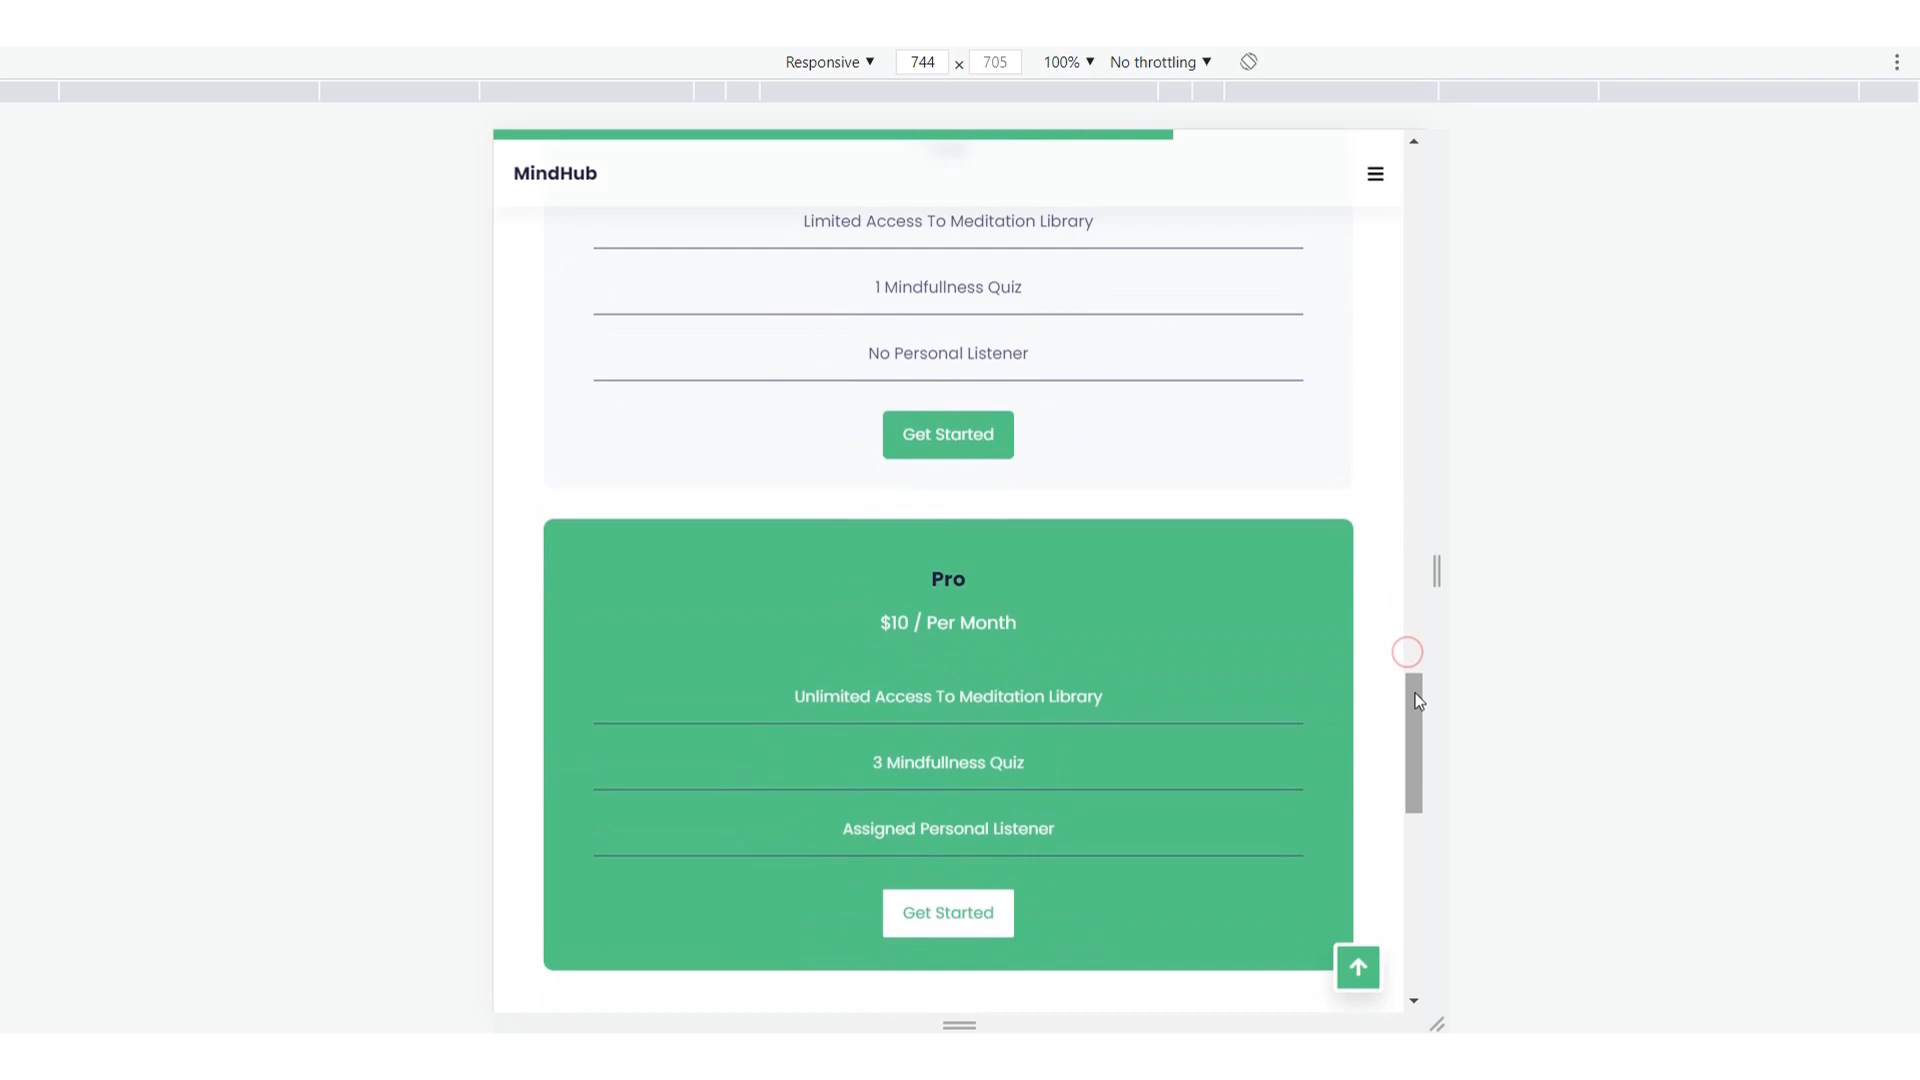 Responsive ▼ 744 × 705 100% ▼ No throttling ▼
MindHub
Limited Access To Meditation Library
1 Mindfullness Quiz
No Personal Listener
Get Started
Pro
$10 / Per Month
Unlimited Access To Meditation Library
3 Mindfullness Quiz
Assigned Personal Listener
Get Started